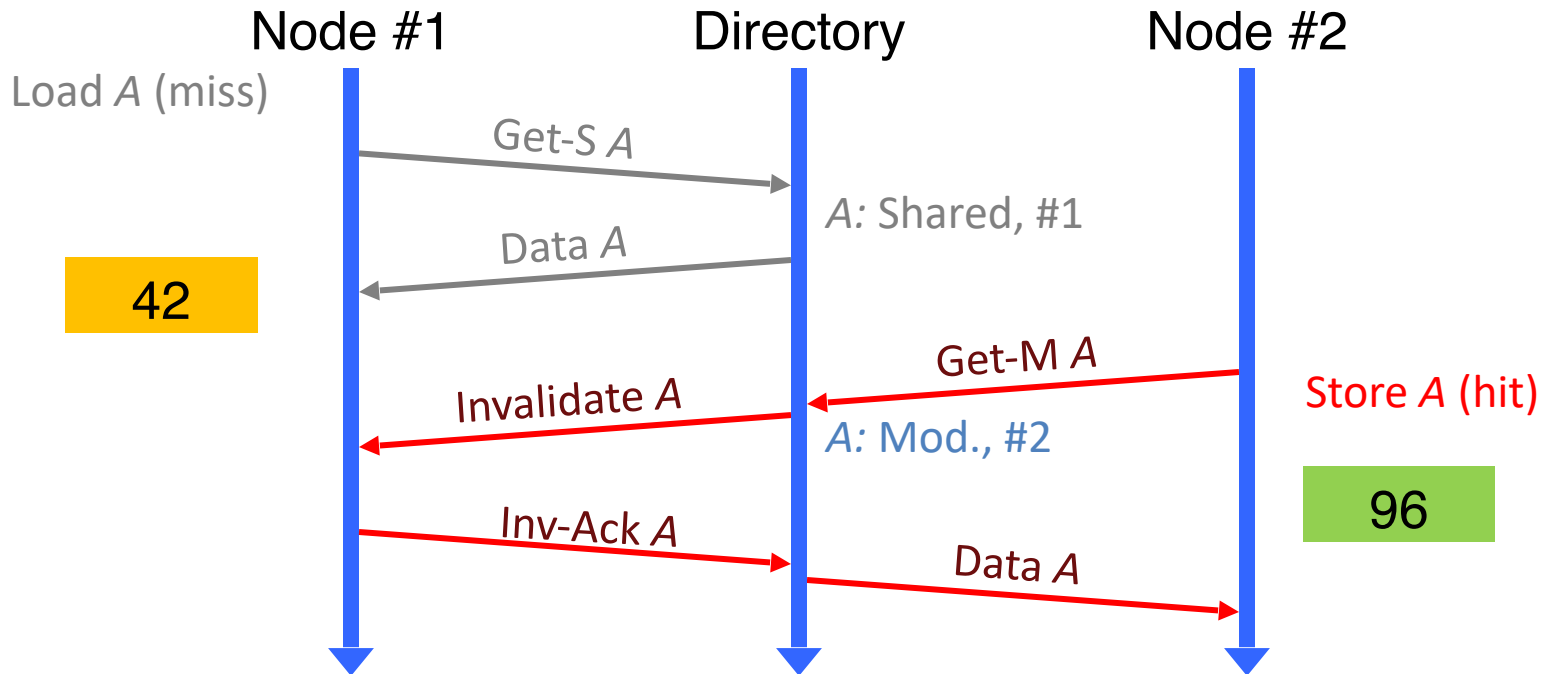 Node #1
Directory
Node #2
Load A (miss)
Get-S A
A: Shared, #1
Data A
42
Get-M A
Invalidate A
Store A (hit)
A: Mod., #2
96
Inv-Ack A
Data A